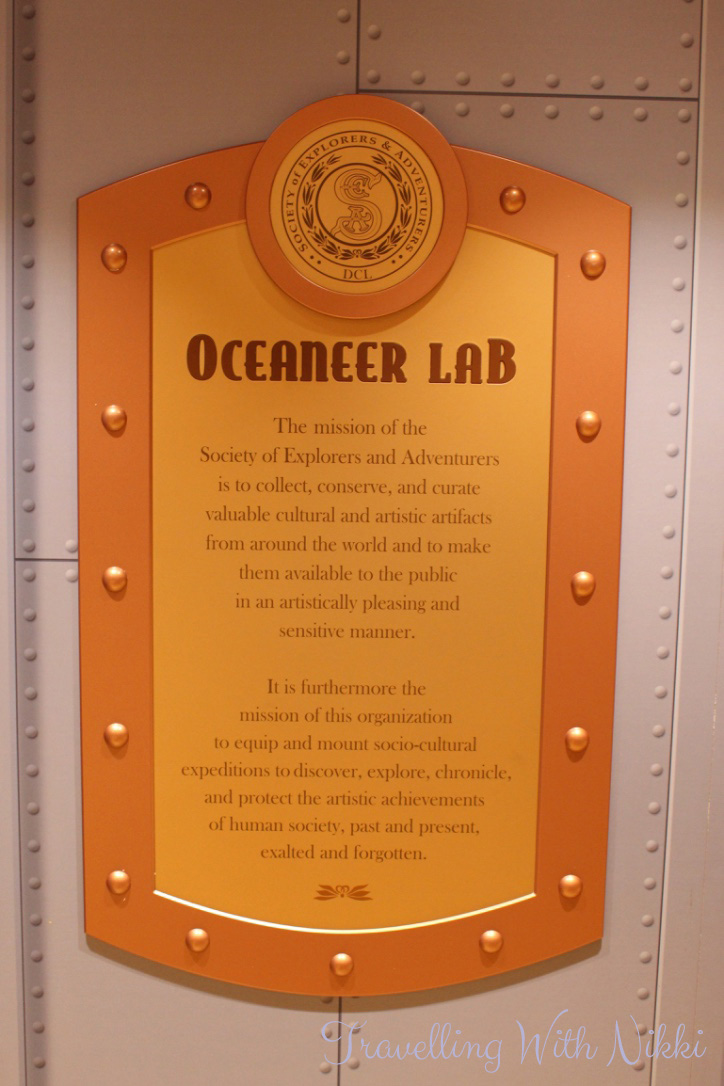 SOCIETY of EXPLORERS & ADVENTURERS
SEA
DCL
OCEANEER LAB
The mission of the
Society of Explorers and Adventurers
is to collect, conserve, and curate
valuable cultural and artistic artifacts
from around the world and to make
them available to the public
in an artistically pleasing and
sensitive manner.
It is furthermore the
mission of this organization
to equip and mount socio-cultural
expeditions to discover, explore, chronicle,
and protect the artistic achievements
of human society, past and present,
exalted and forgotten.
Travelling With Nikki